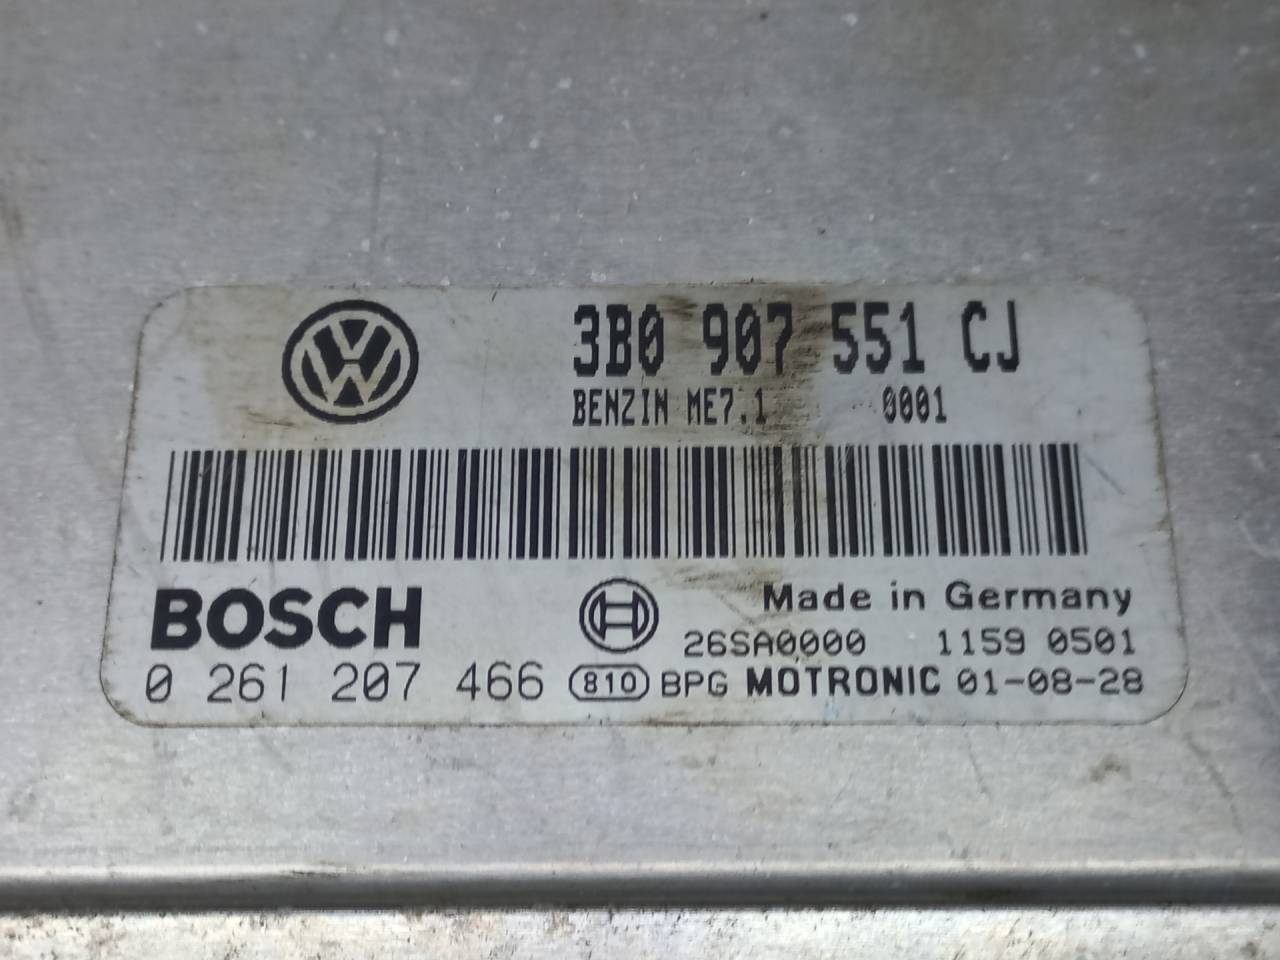 3B0 907 551 CJ
BENZIN ME7.1 0001
BOSCH
Made in Germany
26SA0000 1159 0501
0 261 207 466 810 BPG MOTRONIC 01-08-28